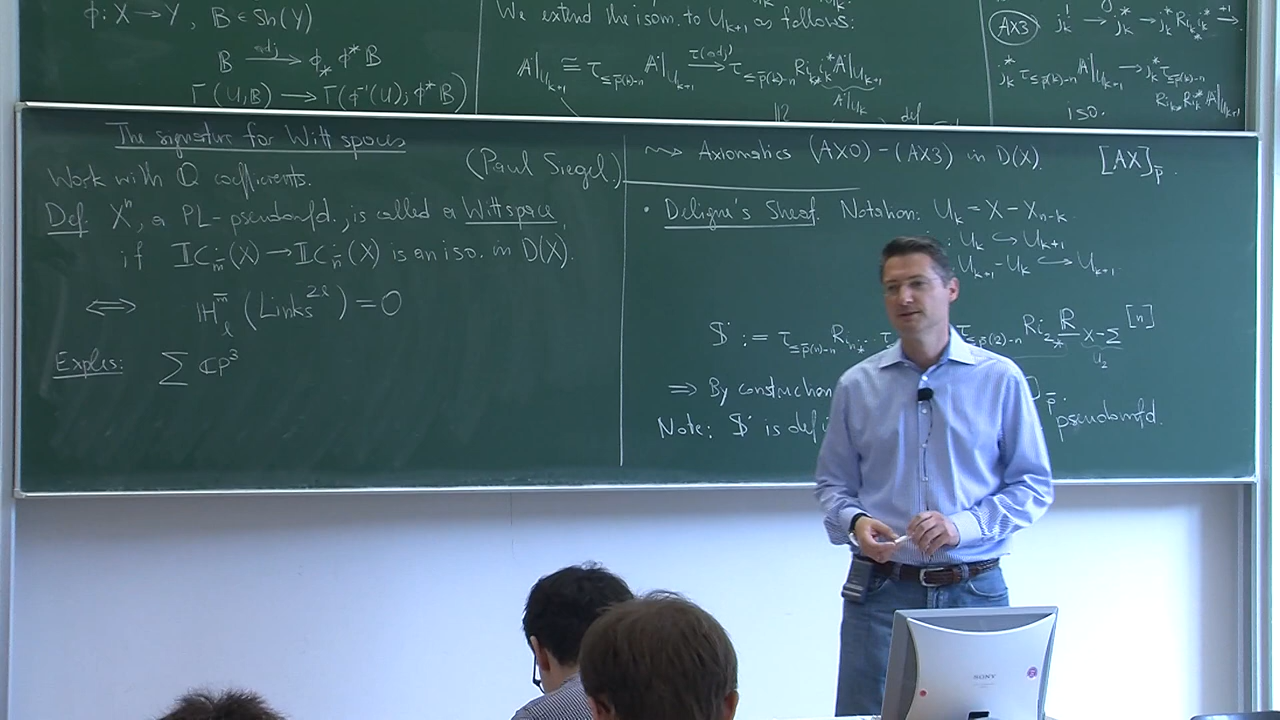 φ: X → Y, B ∈ Sh(Y)
B —adj→ φ_* φ^* B
Γ(U, B) → Γ(φ^{-1}(U); φ^* B)
We extend the isom. to U_{k+1} as follows:
A^•|_{U_{k+1}} ≅ τ_{≤p̄(k)-n} A^•|_{U_{k+1}} —τ(adj)→ τ_{≤p̄(k)-n} Ri_{k*} i_k^* A^•|_{U_{k+1}}
A^•|_{U_k}
def
(AX3) j_k^! → j_k^* → j_k^* Ri_{k*} i_k^* —+1→
j_k^* τ_{≤p̄(k)-n} A^•|_{U_{k+1}} → j_k^* τ_{≤p̄(k)-n}
Ri_{k*} i_k^* A^•|_{U_{k+1}}
iso.
The signature for Witt spaces
(Paul Siegel.)
Work with Q coefficients.
Def. X^n, a PL-pseudomfd., is called a Witt space
if IC_m̄^•(X) → IC_n̄^•(X) is an iso. in D(X).
⟺ IH_ℓ^m̄ (Links^{2ℓ}) = 0
Exples: Σ CP^3
⇝ Axiomatics (AX0) – (AX3) in D(X). [AX]_p̄.
• Deligne's Sheaf. Notation: U_k = X – X_{n-k}
: U_k ↪ U_{k+1}
U_{k+1} – U_k ↪ U_{k+1}.
S^• := τ_{≤p̄(n)-n} Ri_{n*} … τ_{≤p̄(2)-n} Ri_{2*} R_{X-Σ} [n]
U_2
⟹ By construction
p̄.
Note: S^• is def
pseudomfd.
SONY